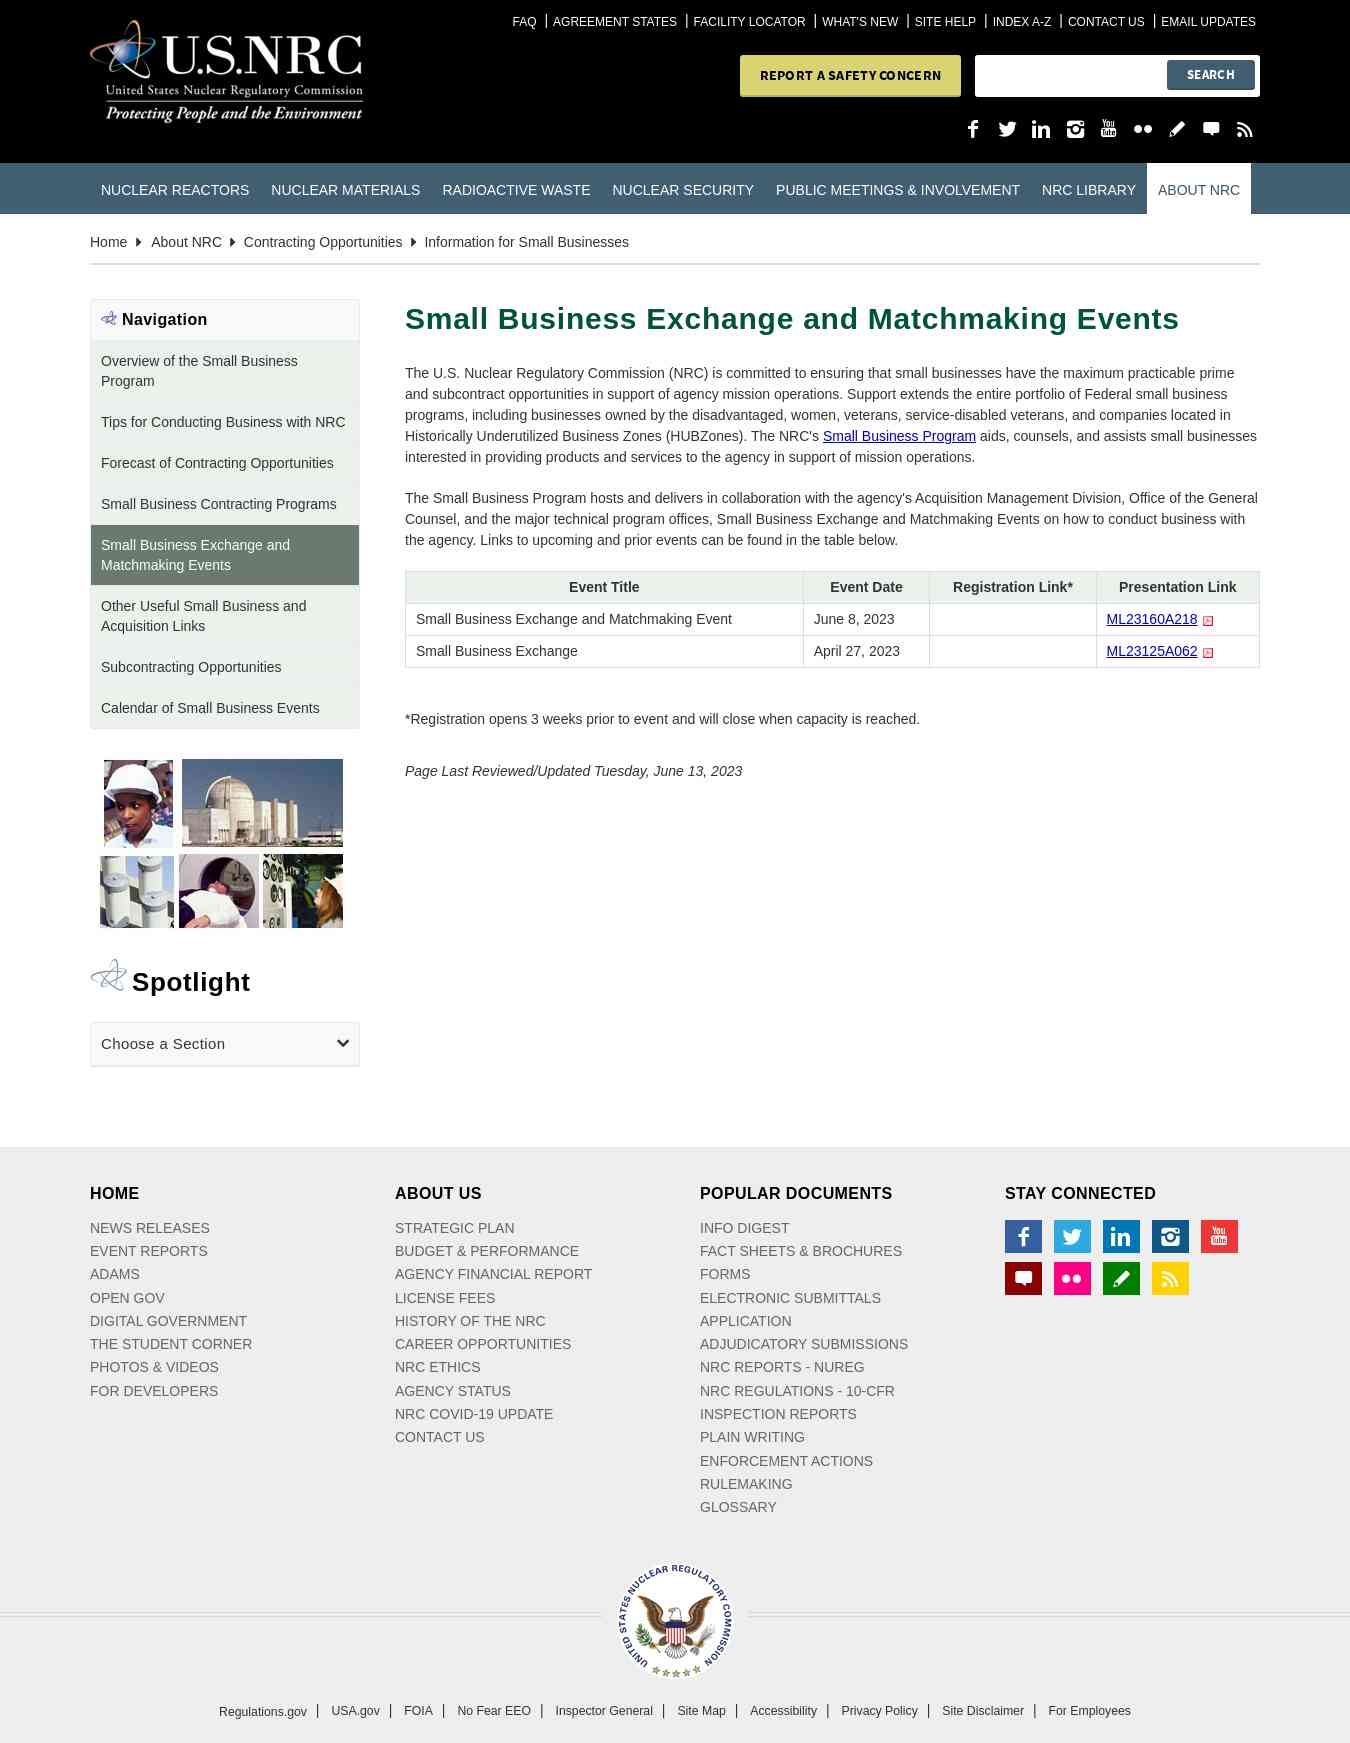 FAQ | AGREEMENT STATES | FACILITY LOCATOR | WHAT'S NEW | SITE HELP | INDEX A-Z | CONTACT US | EMAIL UPDATES
U.S.NRC
United States Nuclear Regulatory Commission
Protecting People and the Environment
REPORT A SAFETY CONCERN
SEARCH
You Tube
NUCLEAR REACTORS NUCLEAR MATERIALS RADIOACTIVE WASTE NUCLEAR SECURITY PUBLIC MEETINGS & INVOLVEMENT NRC LIBRARY ABOUT NRC
Home About NRC Contracting Opportunities Information for Small Businesses
Navigation
Overview of the Small Business
Program
Tips for Conducting Business with NRC
Forecast of Contracting Opportunities
Small Business Contracting Programs
Small Business Exchange and
Matchmaking Events
Other Useful Small Business and
Acquisition Links
Subcontracting Opportunities
Calendar of Small Business Events
Spotlight
Choose a Section
Small Business Exchange and Matchmaking Events
The U.S. Nuclear Regulatory Commission (NRC) is committed to ensuring that small businesses have the maximum practicable prime
and subcontract opportunities in support of agency mission operations. Support extends the entire portfolio of Federal small business
programs, including businesses owned by the disadvantaged, women, veterans, service-disabled veterans, and companies located in
Historically Underutilized Business Zones (HUBZones). The NRC's Small Business Program aids, counsels, and assists small businesses
interested in providing products and services to the agency in support of mission operations.
The Small Business Program hosts and delivers in collaboration with the agency's Acquisition Management Division, Office of the General
Counsel, and the major technical program offices, Small Business Exchange and Matchmaking Events on how to conduct business with
the agency. Links to upcoming and prior events can be found in the table below.
Event Title Event Date Registration Link* Presentation Link
Small Business Exchange and Matchmaking Event June 8, 2023 ML23160A218
Small Business Exchange April 27, 2023 ML23125A062
*Registration opens 3 weeks prior to event and will close when capacity is reached.
Page Last Reviewed/Updated Tuesday, June 13, 2023
HOME
NEWS RELEASES
EVENT REPORTS
ADAMS
OPEN GOV
DIGITAL GOVERNMENT
THE STUDENT CORNER
PHOTOS & VIDEOS
FOR DEVELOPERS
ABOUT US
STRATEGIC PLAN
BUDGET & PERFORMANCE
AGENCY FINANCIAL REPORT
LICENSE FEES
HISTORY OF THE NRC
CAREER OPPORTUNITIES
NRC ETHICS
AGENCY STATUS
NRC COVID-19 UPDATE
CONTACT US
POPULAR DOCUMENTS
INFO DIGEST
FACT SHEETS & BROCHURES
FORMS
ELECTRONIC SUBMITTALS
APPLICATION
ADJUDICATORY SUBMISSIONS
NRC REPORTS - NUREG
NRC REGULATIONS - 10-CFR
INSPECTION REPORTS
PLAIN WRITING
ENFORCEMENT ACTIONS
RULEMAKING
GLOSSARY
STAY CONNECTED
You Tube
UNITED STATES NUCLEAR REGULATORY COMMISSION
Regulations.gov | USA.gov | FOIA | No Fear EEO | Inspector General | Site Map | Accessibility | Privacy Policy | Site Disclaimer | For Employees